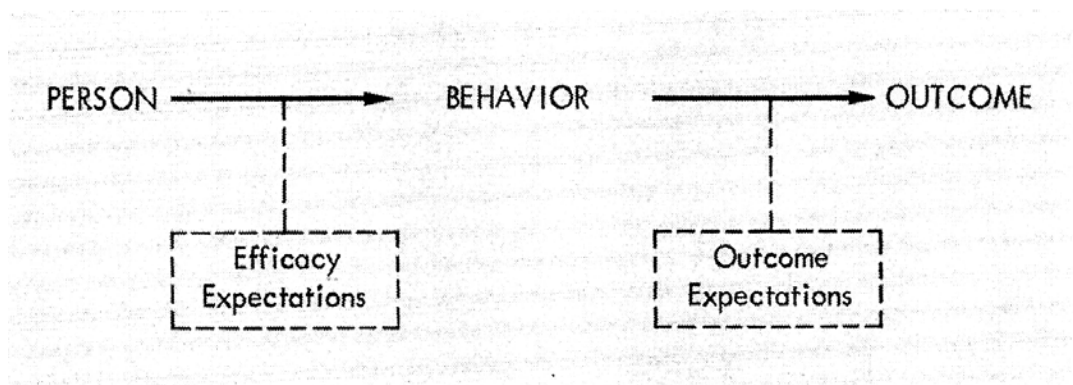 PERSON BEHAVIOR OUTCOME
Efficacy
Expectations
Outcome
Expectations